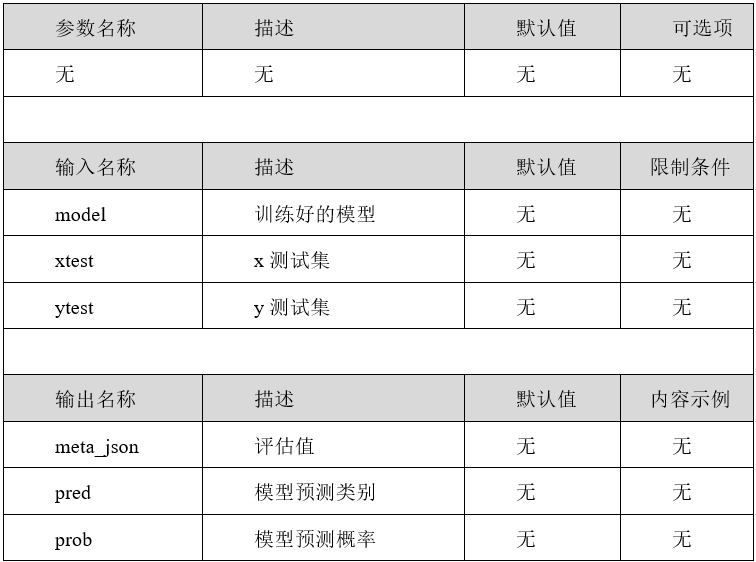 参数名称 描述 默认值 可选项
无 无 无 无
输入名称 描述 默认值 限制条件
model 训练好的模型 无 无
xtest x 测试集 无 无
ytest y 测试集 无 无
输出名称 描述 默认值 内容示例
meta_json 评估值 无 无
pred 模型预测类别 无 无
prob 模型预测概率 无 无